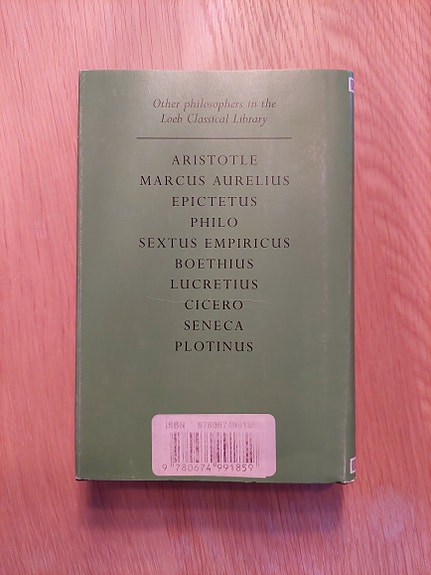 Other philosophers in the
Loeb Classical Library
ARISTOTLE
MARCUS AURELIUS
EPICTETUS
PHILO
SEXTUS EMPIRICUS
BOETHIUS
LUCRETIUS
CICERO
SENECA
PLOTINUS
ISBN 9780674991859
9 780674 991859